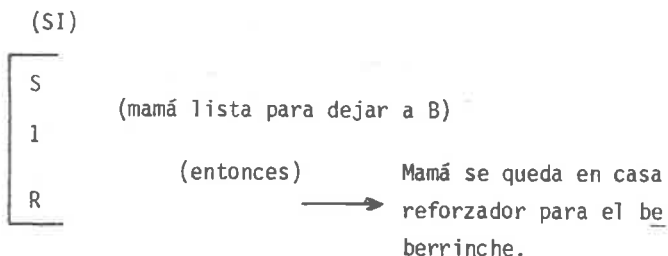 (SI)
S
(mamá lista para dejar a B)
1
(entonces) Mamá se queda en casa
R reforzador para el be
berrinche.